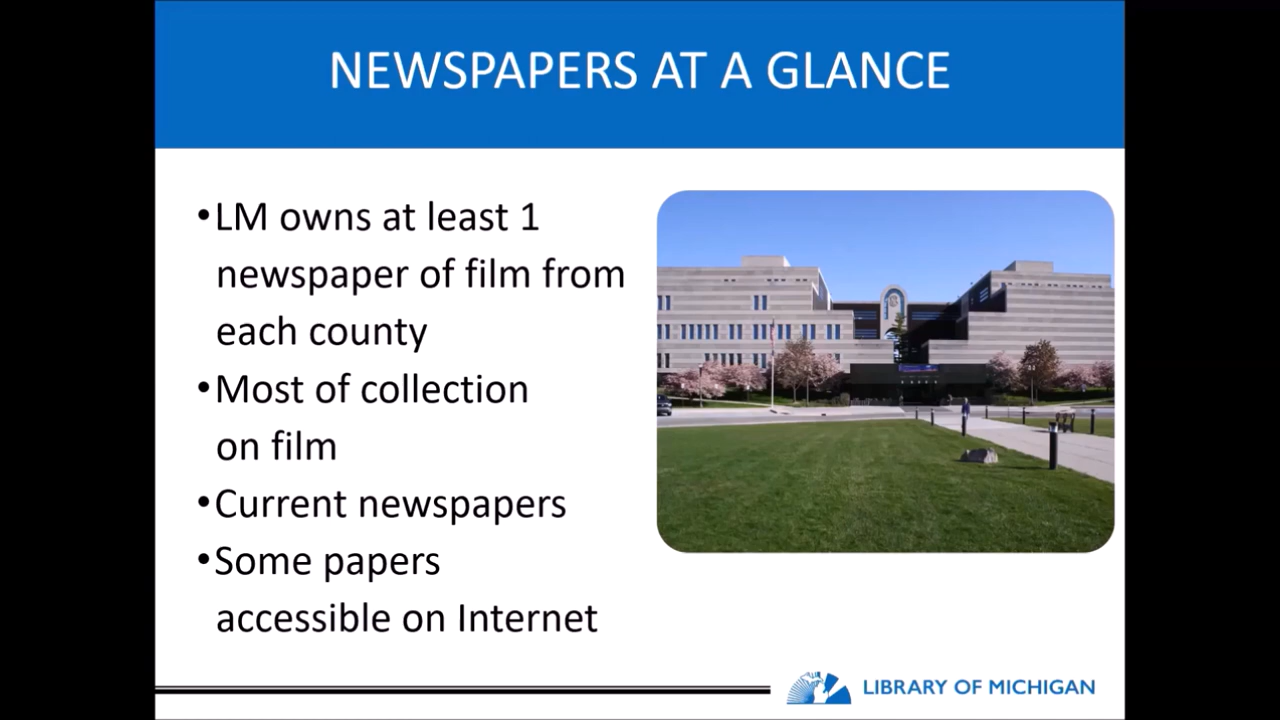 NEWSPAPERS AT A GLANCE
•LM owns at least 1
newspaper of film from
each county
•Most of collection
on film
•Current newspapers
•Some papers
accessible on Internet
LIBRARY OF MICHIGAN